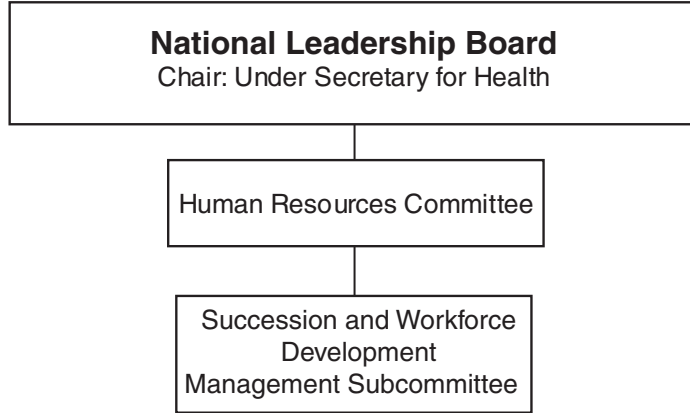 National Leadership Board
Chair: Under Secretary for Health
Human Resources Committee
Succession and Workforce
Development
Management Subcommittee